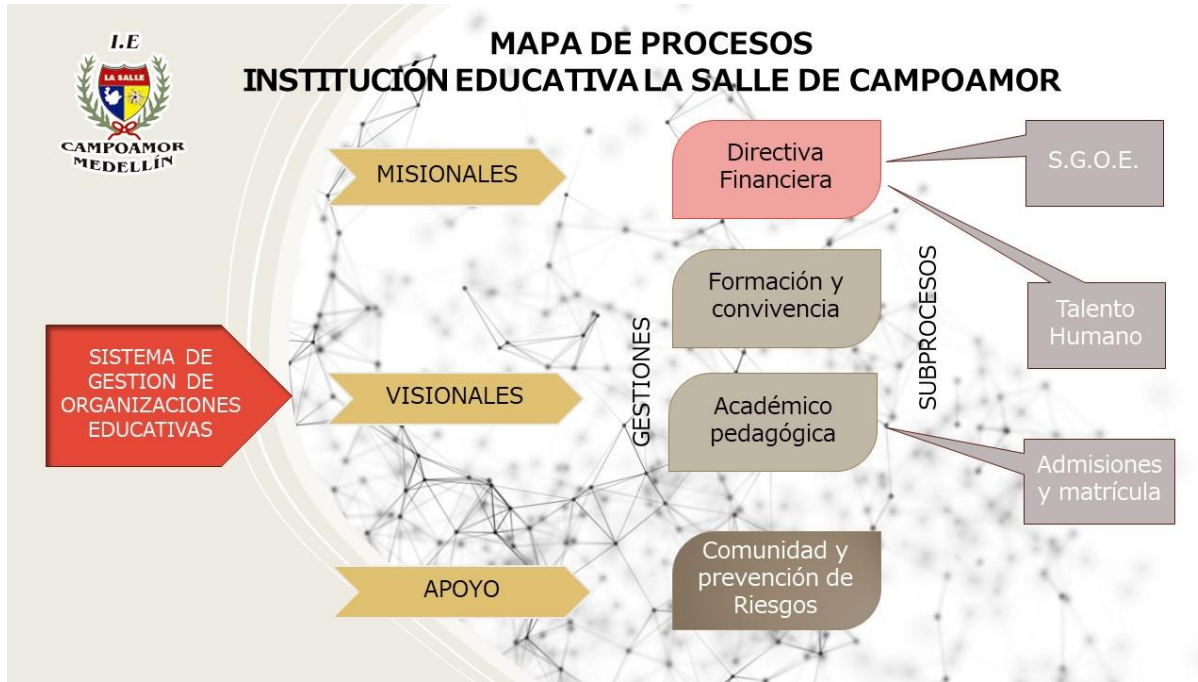 I.E
LA SALLE
CAMPOAMOR
MEDELLÍN
MAPA DE PROCESOS
INSTITUCIÓN EDUCATIVA LA SALLE DE CAMPOAMOR
SISTEMA DE
GESTION DE
ORGANIZACIONES
EDUCATIVAS
MISIONALES
VISIONALES
APOYO
GESTIONES
Directiva
Financiera
Formación y
convivencia
Académico
pedagógica
Comunidad y
prevención de
Riesgos
SUBPROCESOS
S.G.O.E.
Talento
Humano
Admisiones
y matrícula